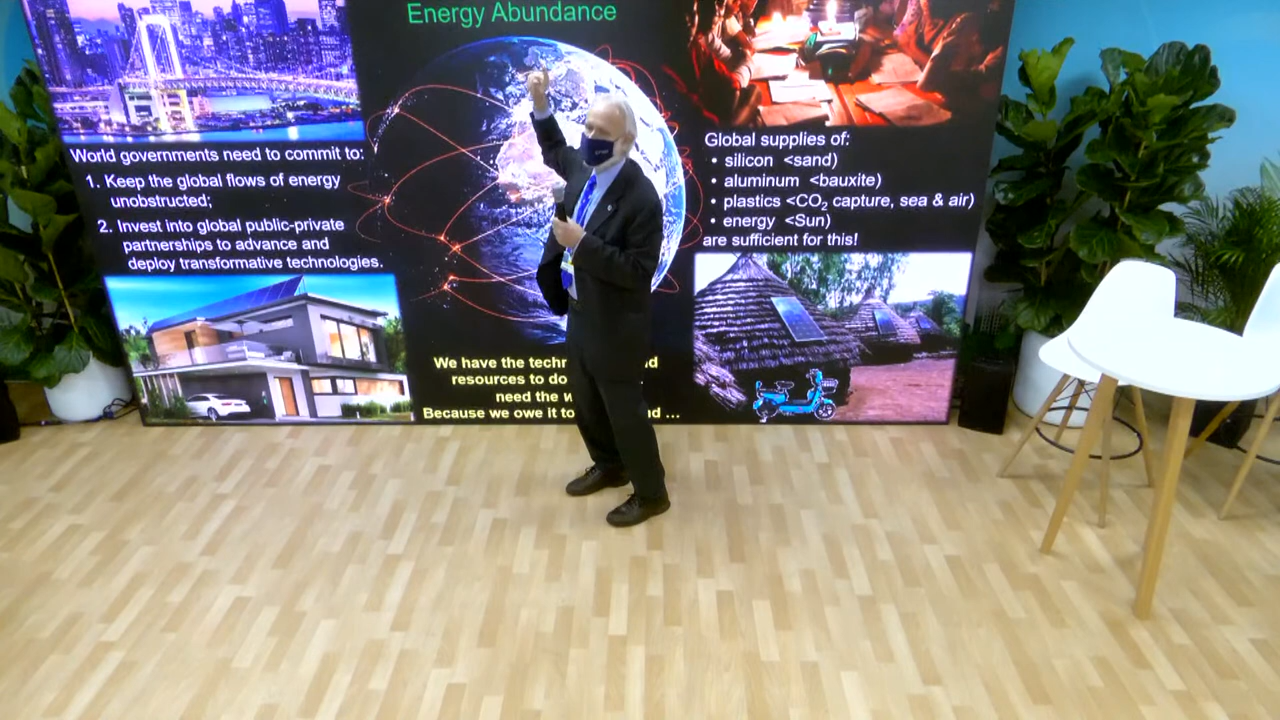 Energy Abundance
World governments need to commit to:
1. Keep the global flows of energy
unobstructed;
2. Invest into global public-private
partnerships to advance and
deploy transformative technologies.
Global supplies of:
• silicon <sand)
• aluminum <bauxite)
• plastics <CO₂ capture, sea & air)
• energy <Sun)
are sufficient for this!
We have the
resources to do
need the
Because we owe it to ...